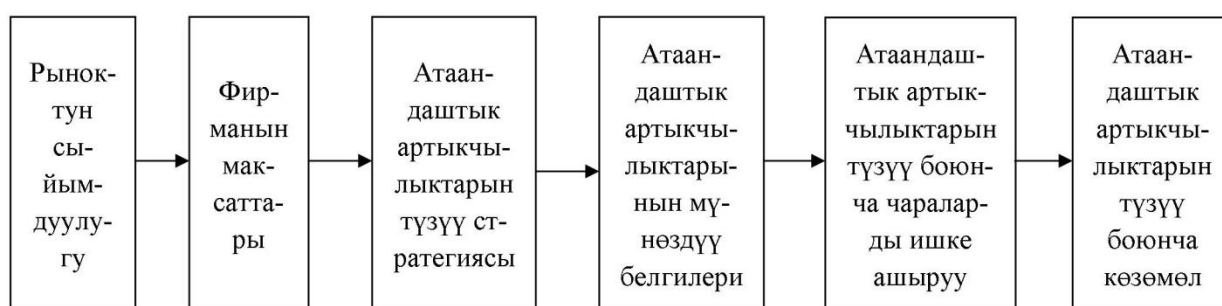 Рынок-
тун
сы-
йым-
дуулу-
гу
Фир-
манын
мак-
сатта-
ры
Атаан-
даштык
артыкчы-
лыктарын
түзүү ст-
ратегиясы
Атаан-
даштык
артыкчы-
лыктары-
нын мү-
нөздүү
белгилери
Атаандаш-
тык артык-
чылыктарын
түзүү боюн-
ча чаралар-
ды ишке
ашыруу
Атаан-
даштык
артыкчы-
лыктарын
түзүү
боюнча
көзөмөл